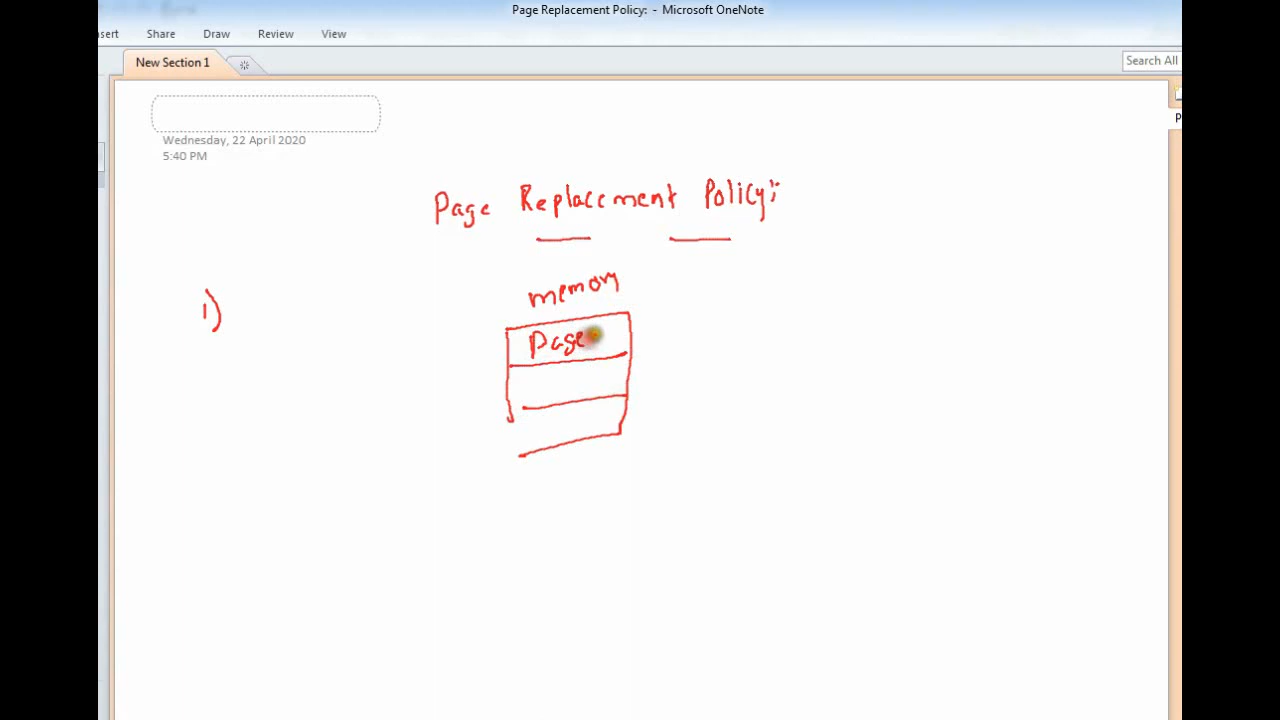 Page Replacement Policy: - Microsoft OneNote
Share Review View Draw
New Section 1
Search All
Wednesday, 22 April 2020
5:40 PM
Page Replacement Policy:
memory
1)
Page